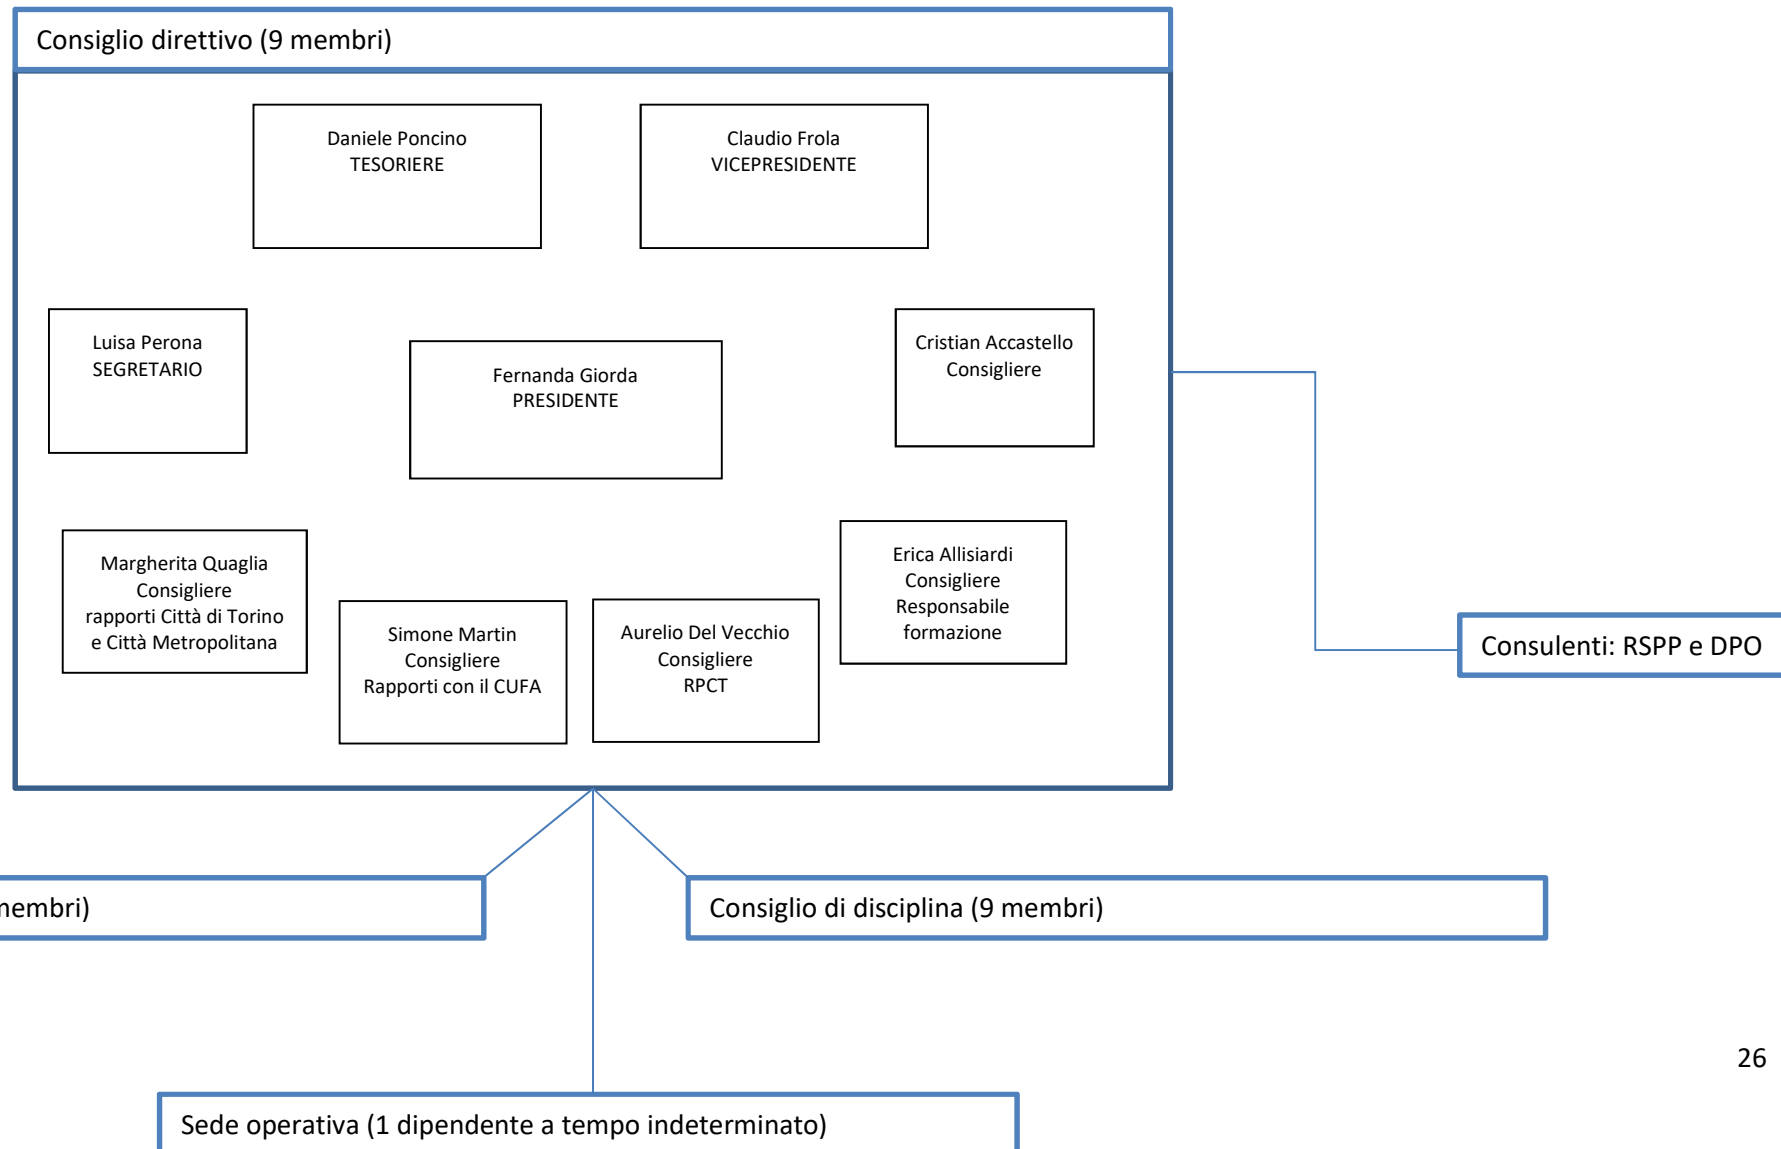 Consiglio direttivo (9 membri)
Daniele Poncino
TESORIERE
Claudio Frola
VICEPRESIDENTE
Luisa Perona
SEGRETARIO
Fernanda Giorda
PRESIDENTE
Cristian Accastello
Consigliere
Margherita Quaglia
Consigliere
rapporti Città di Torino
e Città Metropolitana
Simone Martin
Consigliere
Rapporti con il CUFA
Aurelio Del Vecchio
Consigliere
RPCT
Erica Allisiardi
Consigliere
Responsabile
formazione
Consulenti: RSPP e DPO
membri)
Consiglio di disciplina (9 membri)
26
Sede operativa (1 dipendente a tempo indeterminato)